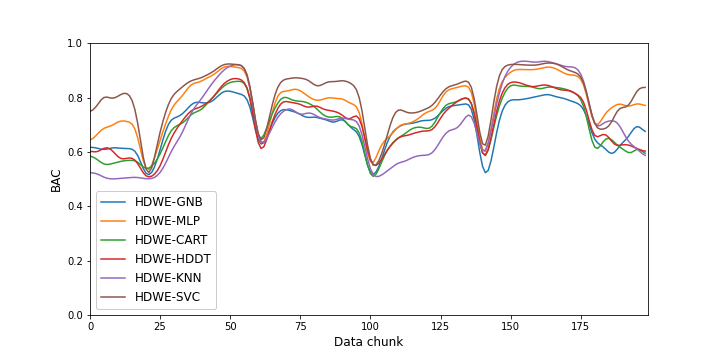 1.0
0.8
0.6
0.4
0.2
0.0
BAC
HDWE-GNB
HDWE-MLP
HDWE-CART
HDWE-HDDT
HDWE-KNN
HDWE-SVC
0 25 50 75 100 125 150 175
Data chunk